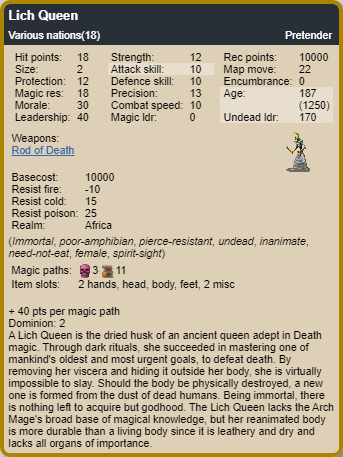 Lich Queen
Various nations(18) Pretender
Hit points: 18 Strength: 12 Rec points: 10000
Size: 2 Attack skill: 10 Map move: 22
Protection: 12 Defence skill: 10 Encumbrance: 0
Magic res: 18 Precision: 13 Age: 187
Morale: 30 Combat speed: 10 (1250)
Leadership: 40 Magic ldr: 0 Undead ldr: 170
Weapons:
Rod of Death
Basecost: 10000
Resist fire: -10
Resist cold: 15
Resist poison: 25
Realm: Africa
(Immortal, poor-amphibian, pierce-resistant, undead, inanimate,
need-not-eat, female, spirit-sight)
Magic paths: 3 11
Item slots: 2 hands, head, body, feet, 2 misc
+ 40 pts per magic path
Dominion: 2
A Lich Queen is the dried husk of an ancient queen adept in Death
magic. Through dark rituals, she succeeded in mastering one of
mankind's oldest and most urgent goals, to defeat death. By
removing her viscera and hiding it outside her body, she is virtually
impossible to slay. Should the body be physically destroyed, a new
one is formed from the dust of dead humans. Being immortal, there
is nothing left to acquire but godhood. The Lich Queen lacks the Arch
Mage's broad base of magical knowledge, but her reanimated body
is more durable than a living body since it is leathery and dry and
lacks all organs of importance.